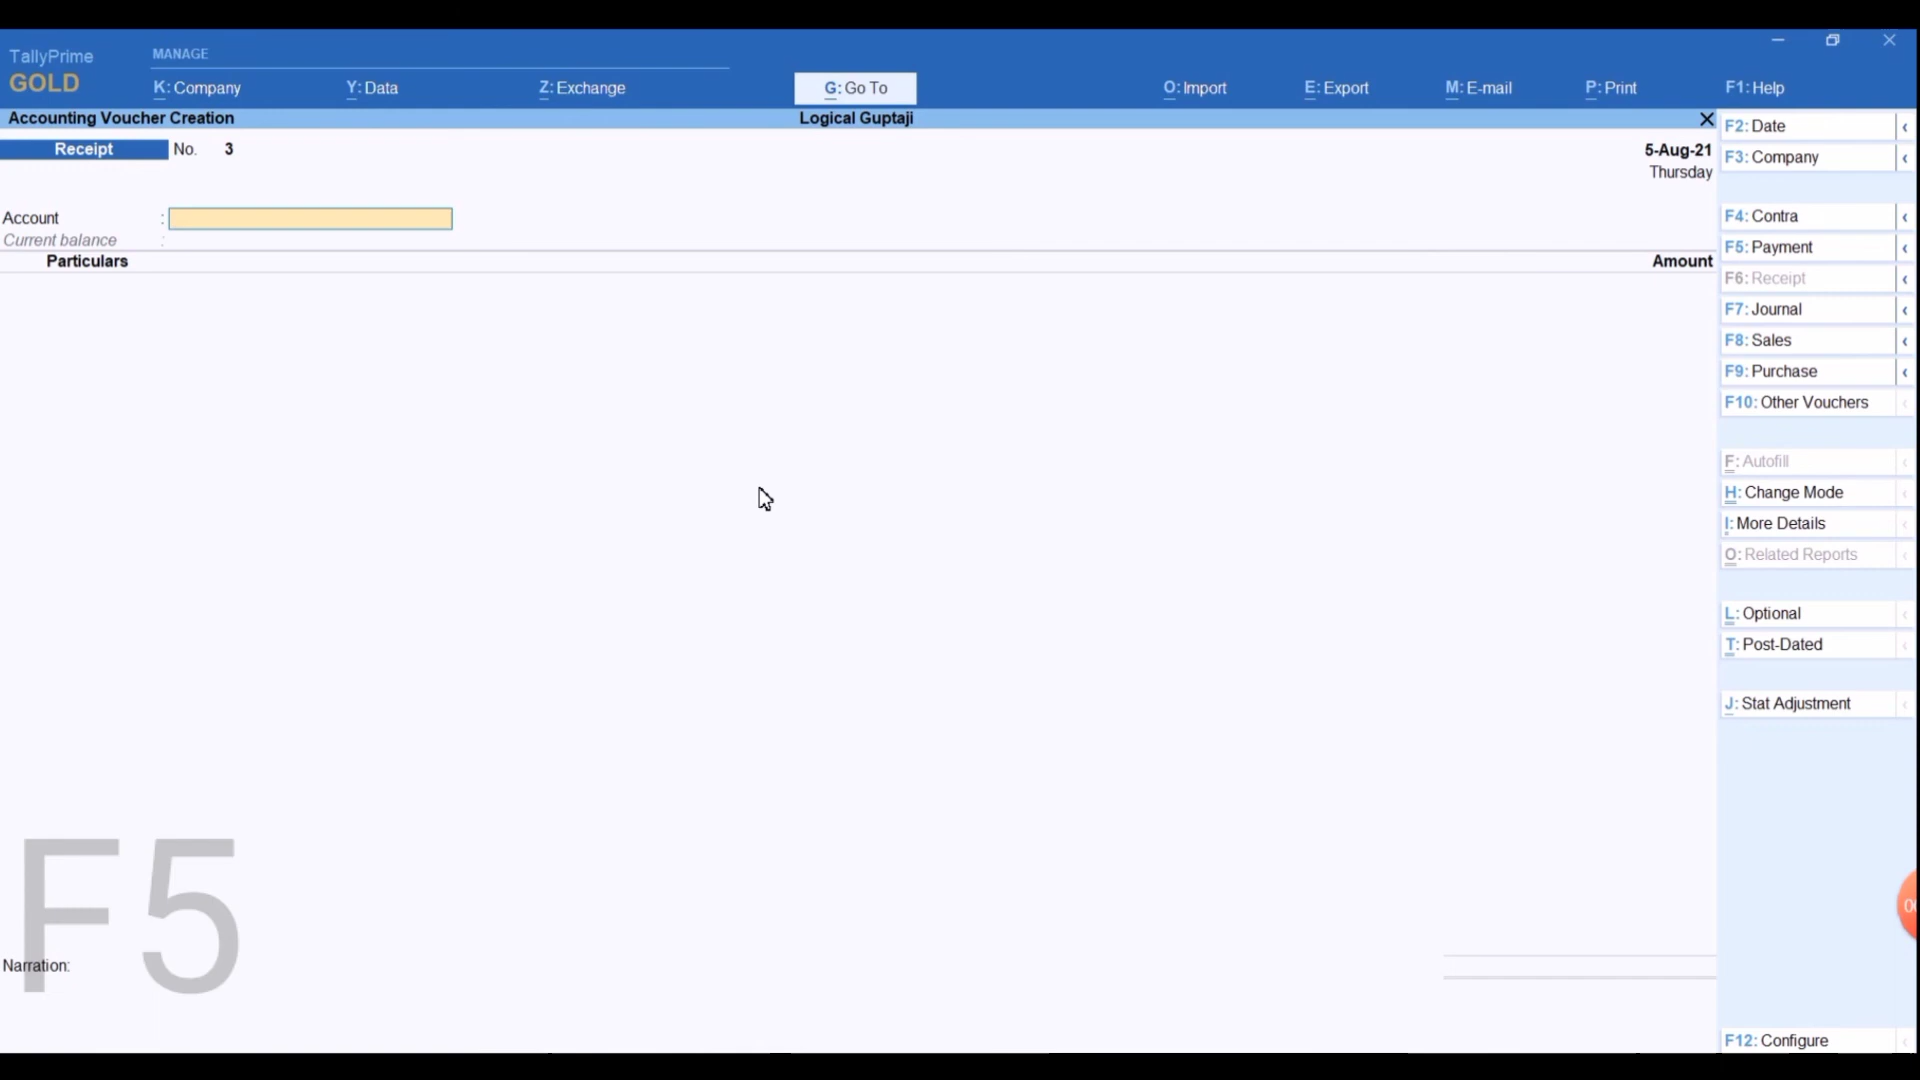 TallyPrime
GOLD
MANAGE
K: Company
Y: Data
Z: Exchange
G: Go To
O: Import
E: Export
M: E-mail
P: Print
F1: Help
Accounting Voucher Creation
Logical Guptaji
Receipt No. 3
5-Aug-21
Thursday
Account :
Current balance :
Particulars
Amount
F2: Date
F3: Company
F4: Contra
F5: Payment
F6: Receipt
F7: Journal
F8: Sales
F9: Purchase
F10: Other Vouchers
F: Autofill
H: Change Mode
I: More Details
O: Related Reports
L: Optional
T: Post-Dated
J: Stat Adjustment
F5
Narration:
F12: Configure